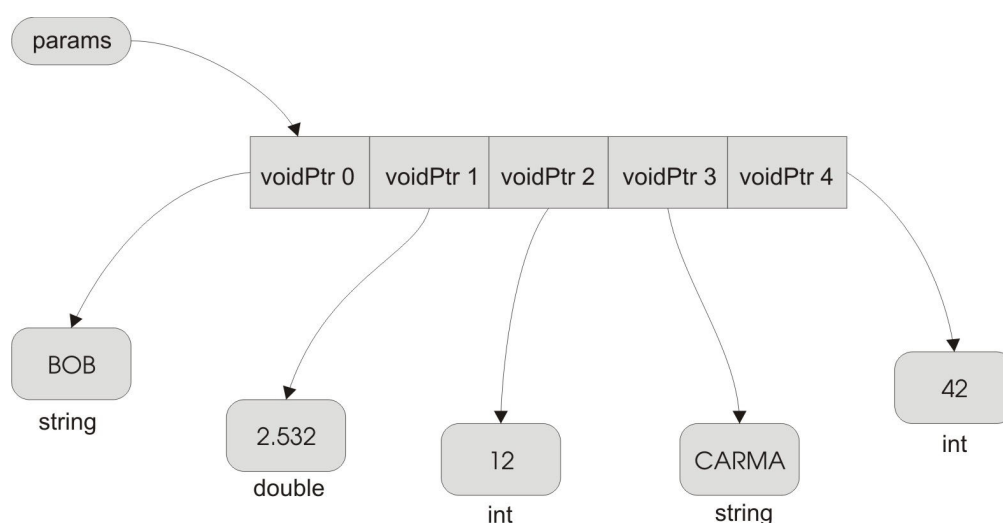 params
voidPtr 0
voidPtr 1
voidPtr 2
voidPtr 3
voidPtr 4
BOB
string
2.532
double
12
int
CARMA
string
42
int